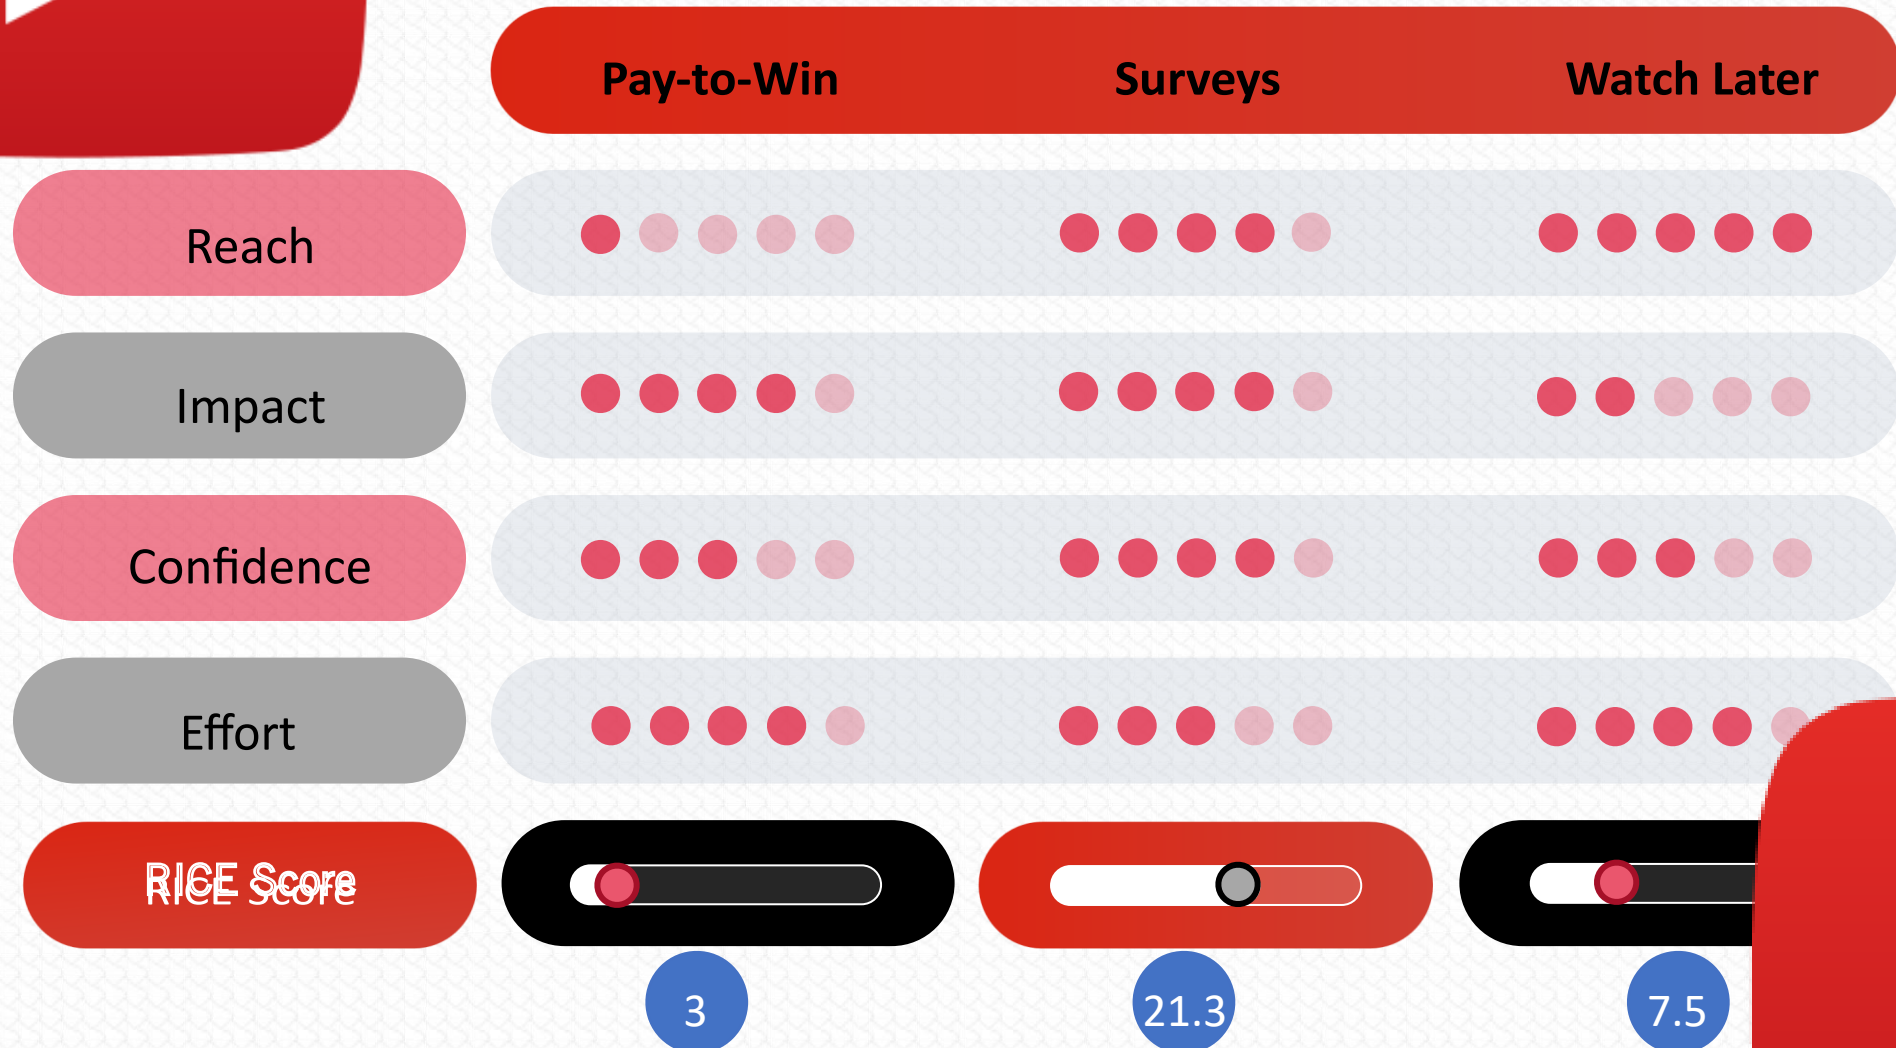 Pay-to-Win Surveys Watch Later
Reach
Impact
Confidence
Effort
RICE Score
3 21.3 7.5